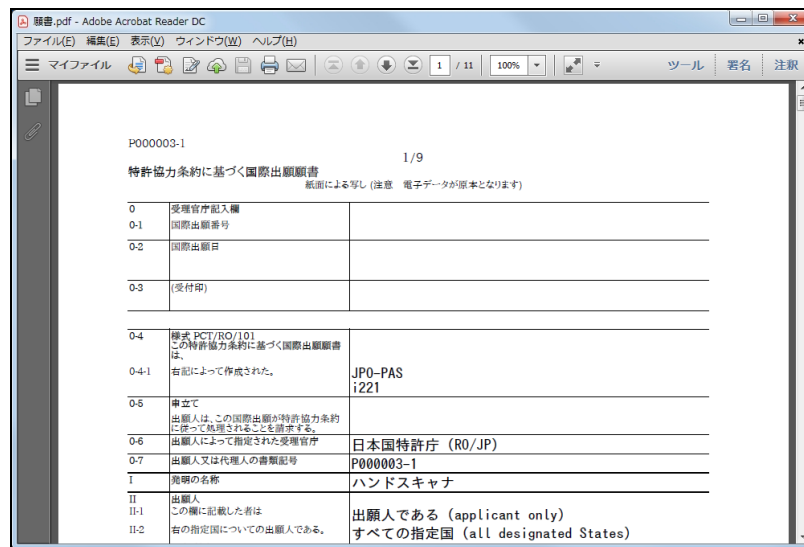 願書.pdf - Adobe Acrobat Reader DC
ファイル(F) 編集(E) 表示(V) ウィンドウ(W) ヘルプ(H)
マイファイル 1 / 11 100% ツール 署名 注釈
P000003-1
1/9
特許協力条約に基づく国際出願願書
紙面による写し (注意 電子データが原本となります)
0 受理官庁記入欄
0-1 国際出願番号
0-2 国際出願日
0-3 (受付印)
0-4 様式 PCT/RO/101
この特許協力条約に基づく国際出願願書
は、
0-4-1 右記によって作成された。 JPO-PAS
i221
0-5 申立て
出願人は、この国際出願が特許協力条約
に従って処理されることを請求する。
0-6 出願人によって指定された受理官庁 日本国特許庁 (RO/JP)
0-7 出願人又は代理人の書類記号 P000003-1
I 発明の名称 ハンドスキャナ
II 出願人
II-1 この欄に記載した者は 出願人である (applicant only)
II-2 右の指定国についての出願人である。 すべての指定国 (all designated States)